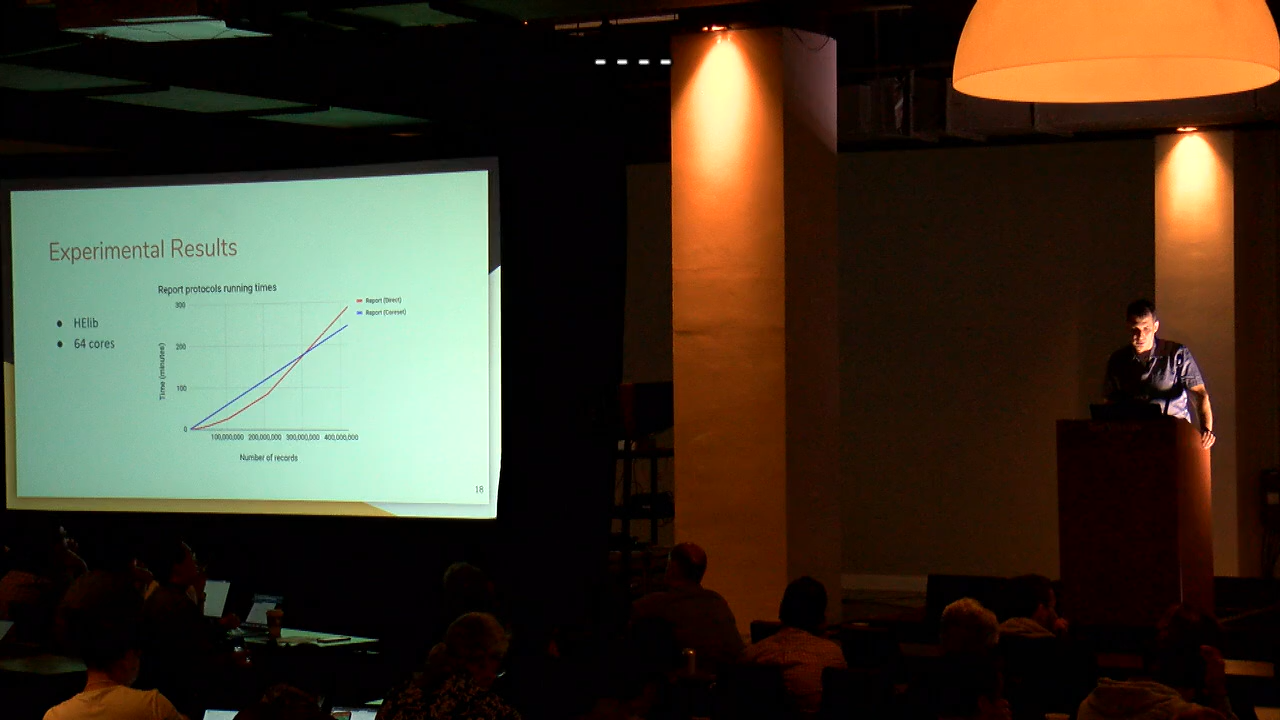 Experimental Results
● HElib
● 64 cores
Report protocols running times
Report (Direct)
Report (Coreset)
Time (minutes)
300
200
100
0
100,000,000 200,000,000 300,000,000 400,000,000
Number of records
18